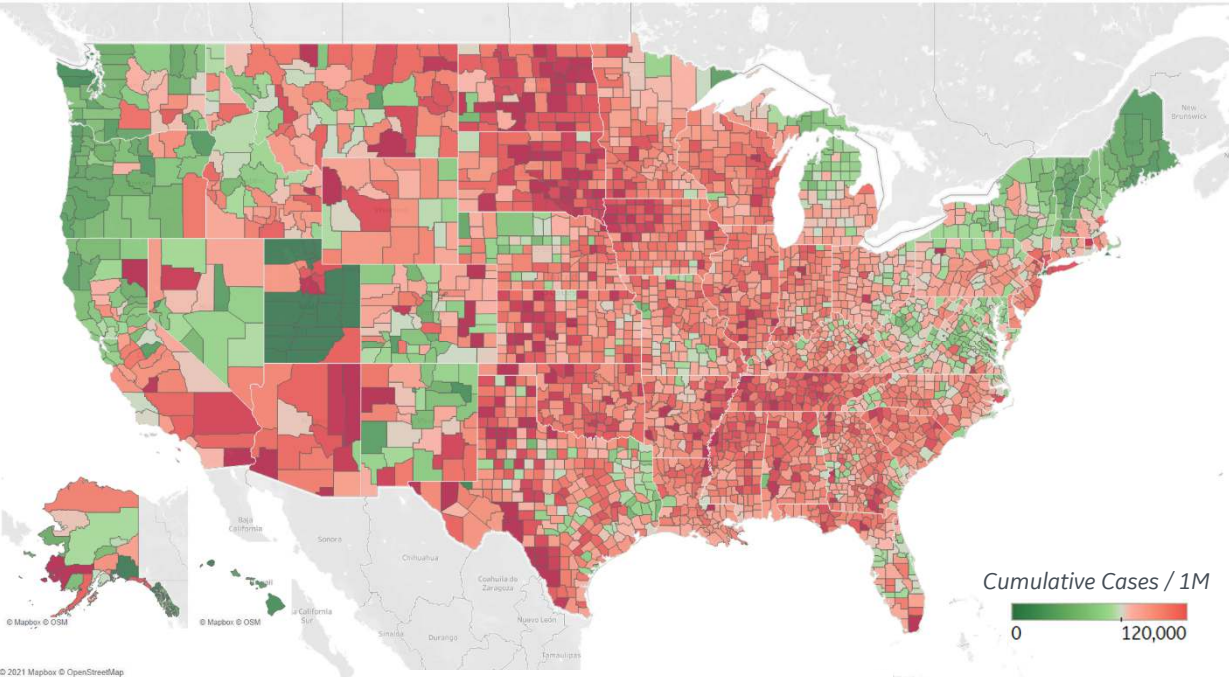 New
Brunswick
Baja
California
Sonora
Chihuahua
Coahuila de
Zaragoza
a California
Sur
Sinaloa
Durango
Nuevo León
Tamaulipas
Cumulative Cases / 1M
0 120,000
© Mapbox © OSM
© Mapbox © OSM
© 2021 Mapbox © OpenStreetMap